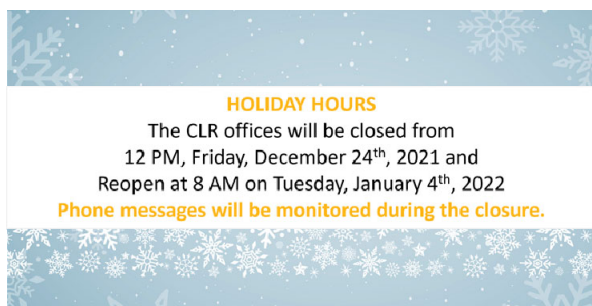 HOLIDAY HOURS
The CLR offices will be closed from
12 PM, Friday, December 24th, 2021 and
Reopen at 8 AM on Tuesday, January 4th, 2022
Phone messages will be monitored during the closure.